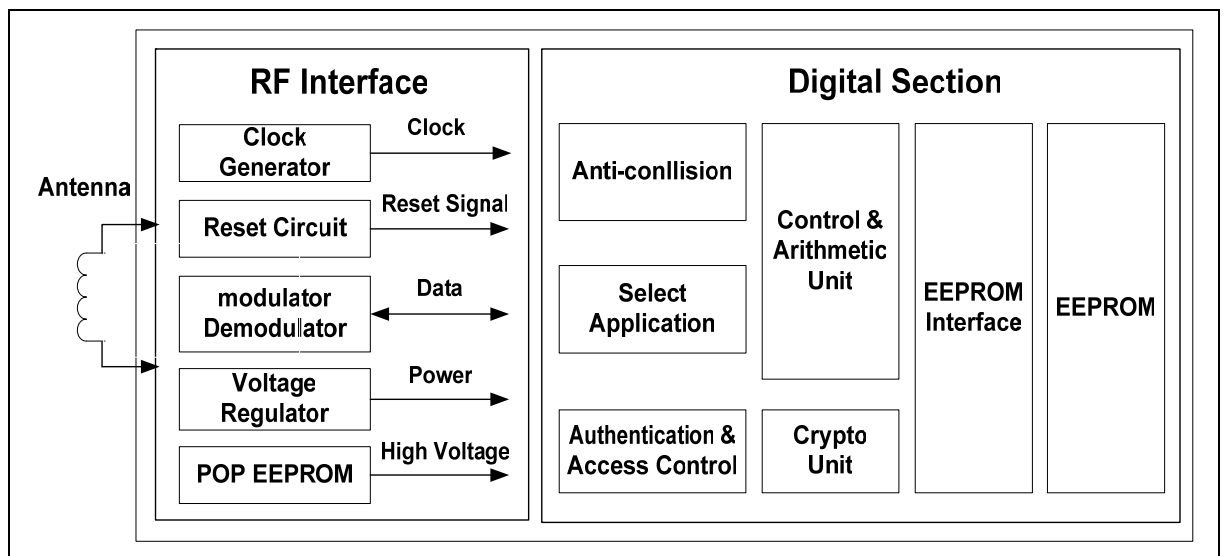 RF Interface
Digital Section
Antenna
Clock
Generator
Clock
Reset Circuit
Reset Signal
modulator
Demodulator
Data
Voltage
Regulator
Power
POP EEPROM
High Voltage
Anti-conllision
Select
Application
Authentication &
Access Control
Control &
Arithmetic
Unit
Crypto
Unit
EEPROM
Interface
EEPROM